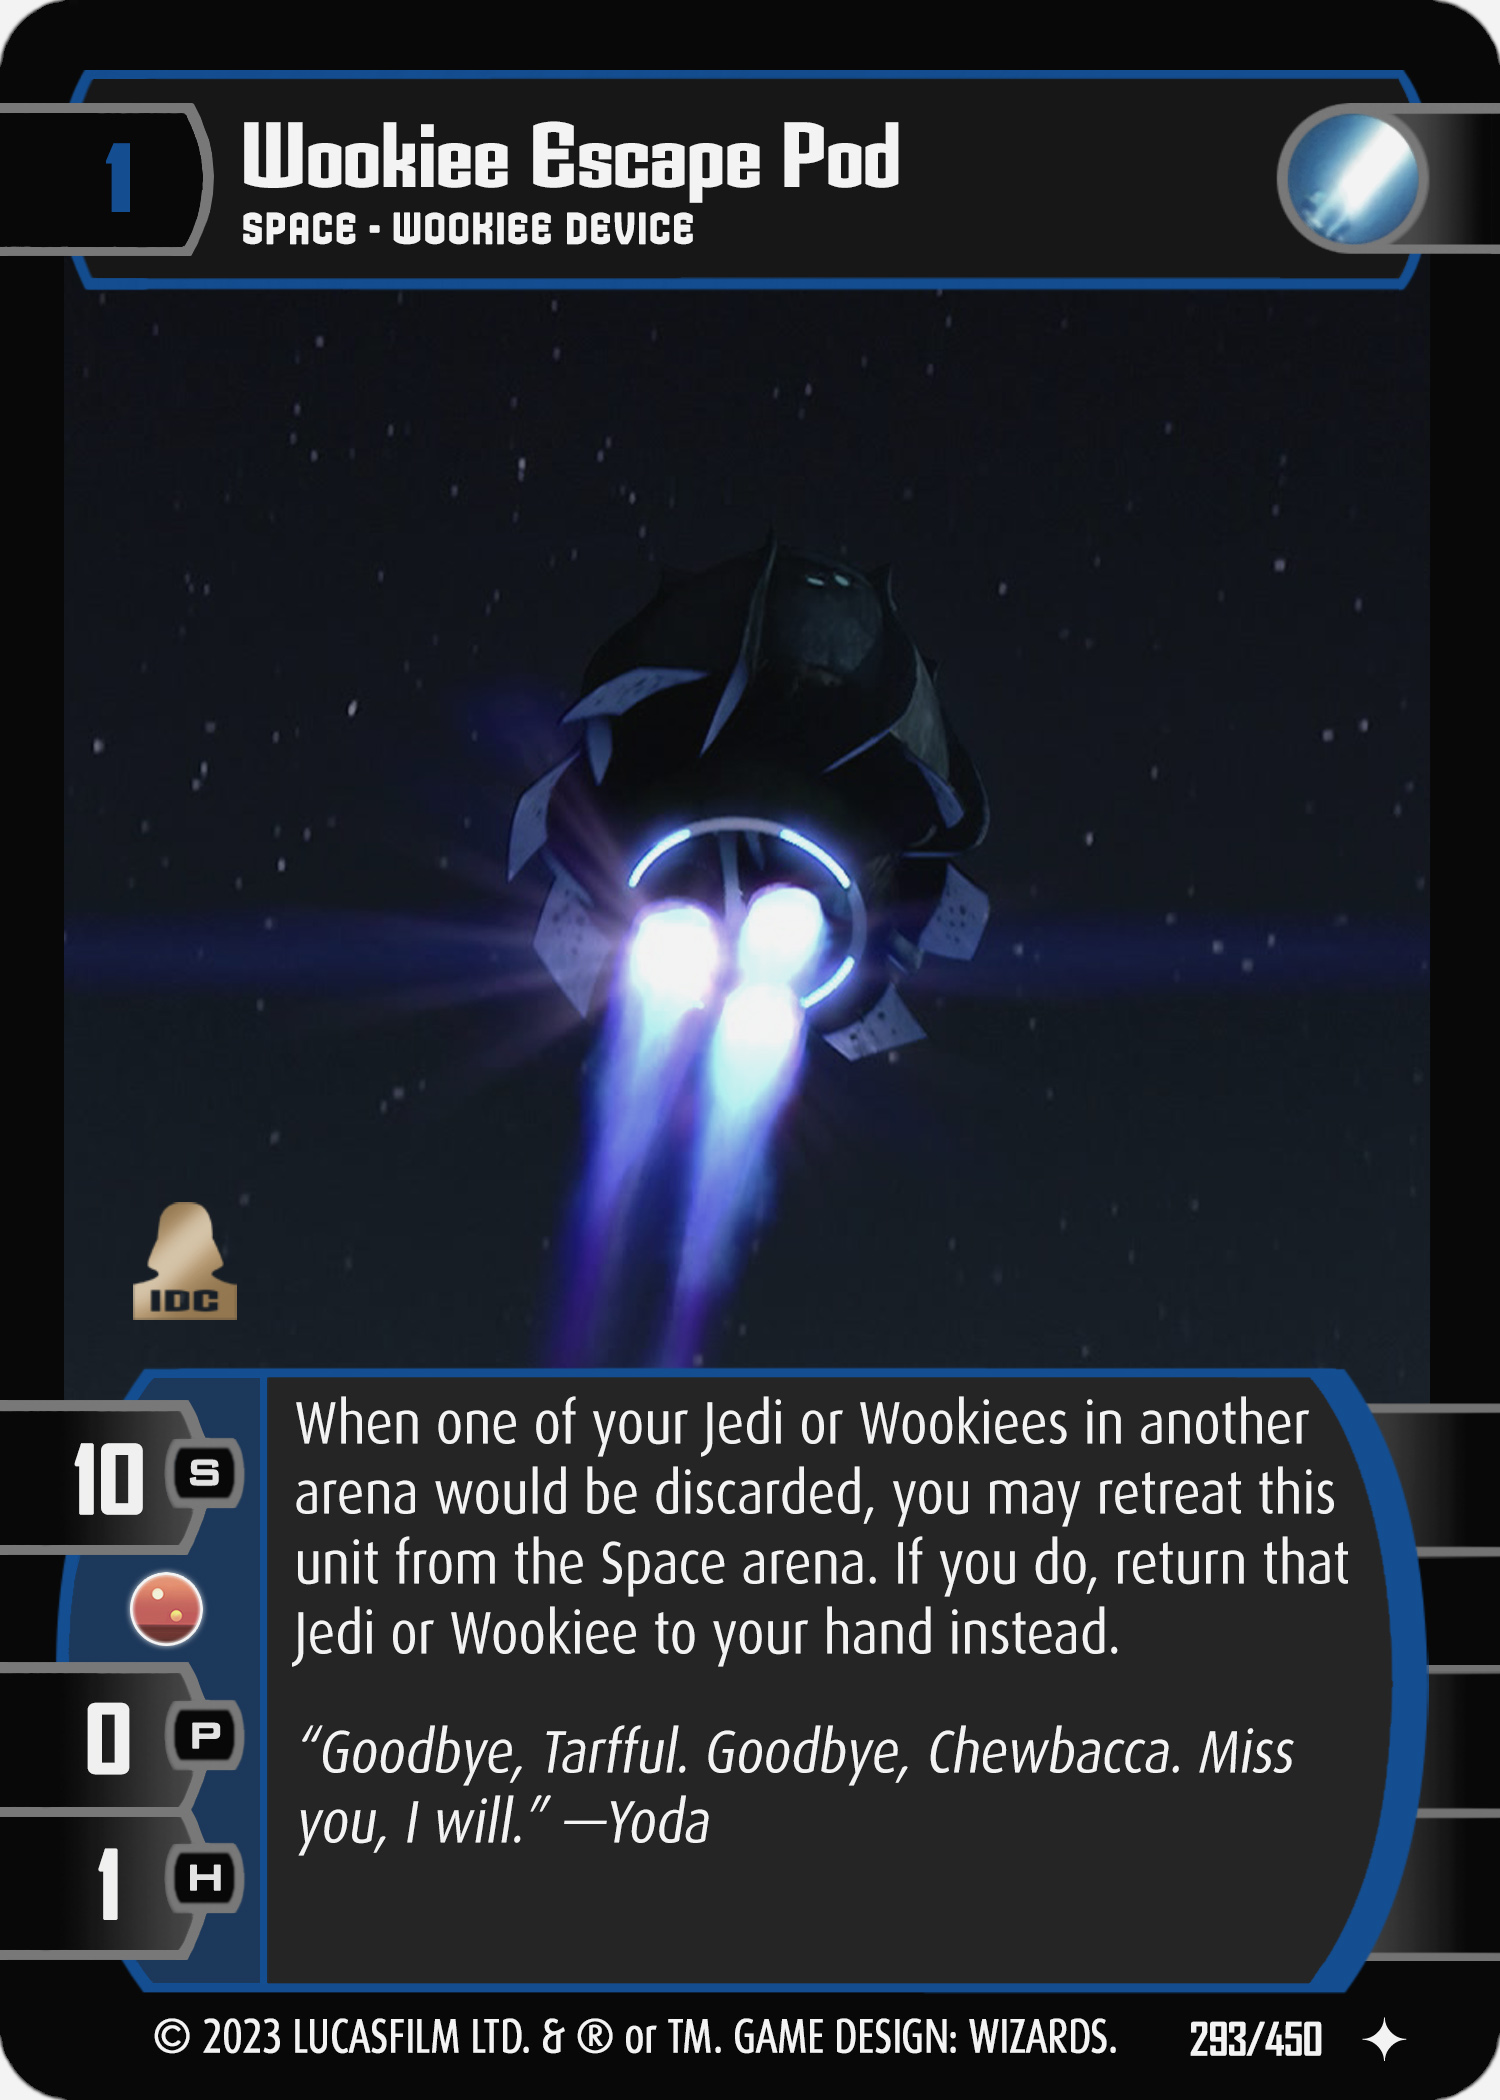 1
Wookiee Escape Pod
SPACE - WOOKIEE DEVICE
IDC
10 S
When one of your Jedi or Wookiees in another
arena would be discarded, you may retreat this
unit from the Space arena. If you do, return that
Jedi or Wookiee to your hand instead.
0 P
“Goodbye, Tarfful. Goodbye, Chewbacca. Miss
you, I will.” —Yoda
1 H
© 2023 LUCASFILM LTD. & ® or TM. GAME DESIGN: WIZARDS.
293/450